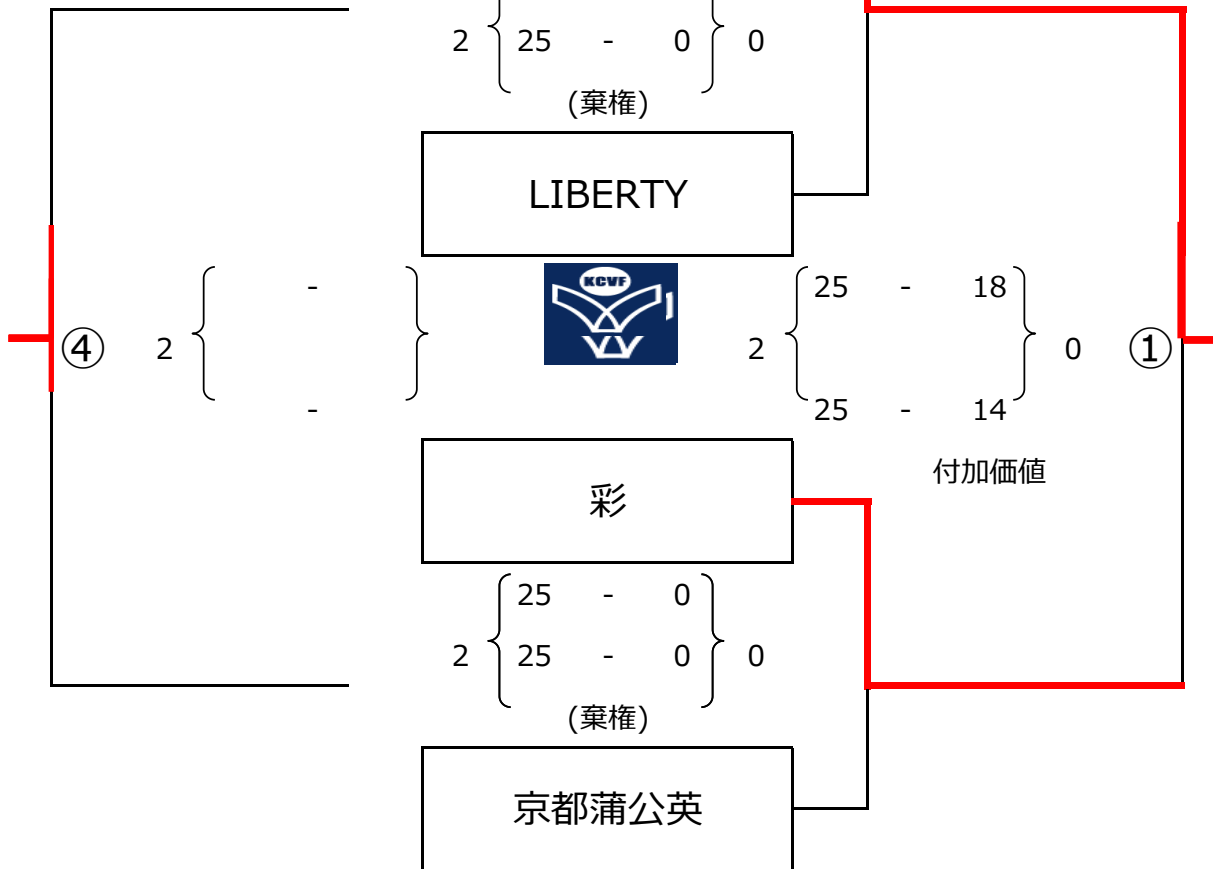 2 25 - 0 0
(棄権)
LIBERTY
KCVF
- 25 - 18
④ 2 2 0 ①
- 25 - 14
付加価値
彩
25 - 0
2 25 - 0 0
(棄権)
京都蒲公英